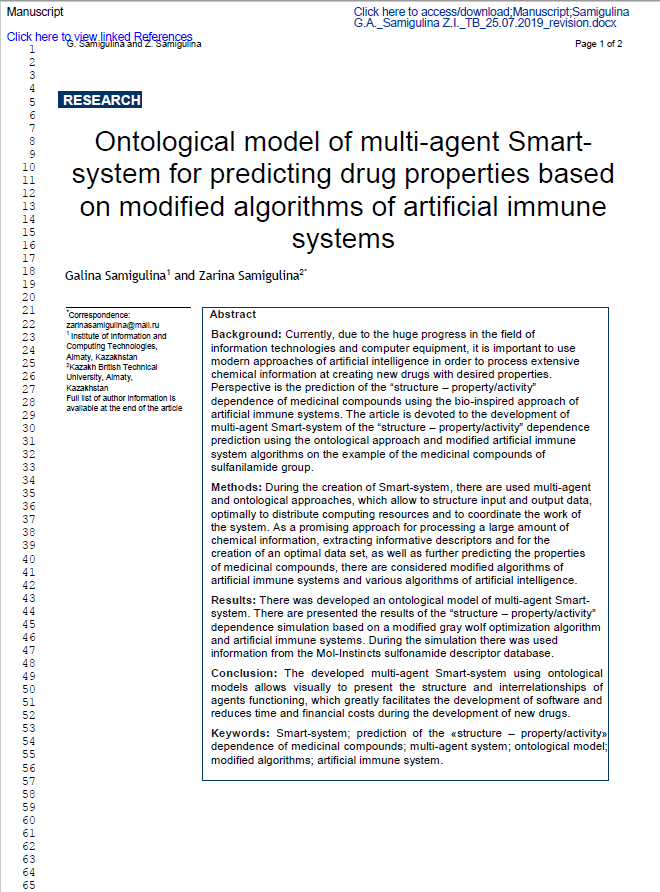 Manuscript
Click here to access/download;Manuscript;Samigulina
G.A._Samigulina Z.I._TB_25.07.2019_revision.docx
Click here to view linked References
G. Samigulina and Z. Samigulina
Page 1 of 2
1
2
3
4
5
6
7
8
9
10
11
12
13
14
15
16
17
18
19
20
21
22
23
24
25
26
27
28
29
30
31
32
33
34
35
36
37
38
39
40
41
42
43
44
45
46
47
48
49
50
51
52
53
54
55
56
57
58
59
60
61
62
63
64
65
RESEARCH
Ontological model of multi-agent Smart-
system for predicting drug properties based
on modified algorithms of artificial immune
systems
Galina Samigulina1 and Zarina Samigulina2*
*Correspondence:
zarinasamigulina@mail.ru
1 Institute of Information and
Computing Technologies,
Almaty, Kazakhstan
2Kazakh British Technical
University, Almaty,
Kazakhstan
Full list of author information is
available at the end of the article
Abstract
Background: Currently, due to the huge progress in the field of
information technologies and computer equipment, it is important to use
modern approaches of artificial intelligence in order to process extensive
chemical information at creating new drugs with desired properties.
Perspective is the prediction of the “structure – property/activity”
dependence of medicinal compounds using the bio-inspired approach of
artificial immune systems. The article is devoted to the development of
multi-agent Smart-system of the “structure – property/activity” dependence
prediction using the ontological approach and modified artificial immune
system algorithms on the example of the medicinal compounds of
sulfanilamide group.
Methods: During the creation of Smart-system, there are used multi-agent
and ontological approaches, which allow to structure input and output data,
optimally to distribute computing resources and to coordinate the work of
the system. As a promising approach for processing a large amount of
chemical information, extracting informative descriptors and for the
creation of an optimal data set, as well as further predicting the properties
of medicinal compounds, there are considered modified algorithms of
artificial immune systems and various algorithms of artificial intelligence.
Results: There was developed an ontological model of multi-agent Smart-
system. There are presented the results of the “structure – property/activity”
dependence simulation based on a modified gray wolf optimization algorithm
and artificial immune systems. During the simulation there was used
information from the Mol-Instincts sulfonamide descriptor database.
Conclusion: The developed multi-agent Smart-system using ontological
models allows visually to present the structure and interrelationships of
agents functioning, which greatly facilitates the development of software and
reduces time and financial costs during the development of new drugs.
Keywords: Smart-system; prediction of the «structure – property/activity»
dependence of medicinal compounds; multi-agent system; ontological model;
modified algorithms; artificial immune system.